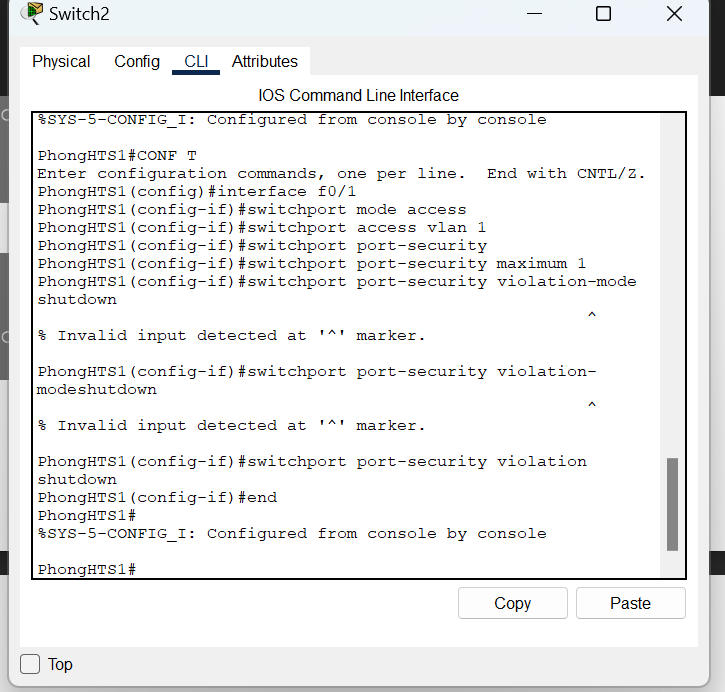 Switch2
Physical Config CLI Attributes
IOS Command Line Interface
%SYS-5-CONFIG_I: Configured from console by console
PhongHTS1#CONF T
Enter configuration commands, one per line.  End with CNTL/Z.
PhongHTS1(config)#interface f0/1
PhongHTS1(config-if)#switchport mode access
PhongHTS1(config-if)#switchport access vlan 1
PhongHTS1(config-if)#switchport port-security
PhongHTS1(config-if)#switchport port-security maximum 1
PhongHTS1(config-if)#switchport port-security violation-mode
shutdown
^
% Invalid input detected at '^' marker.
PhongHTS1(config-if)#switchport port-security violation-
modeshutdown
^
% Invalid input detected at '^' marker.
PhongHTS1(config-if)#switchport port-security violation
shutdown
PhongHTS1(config-if)#end
PhongHTS1#
%SYS-5-CONFIG_I: Configured from console by console
PhongHTS1#
Copy Paste
Top